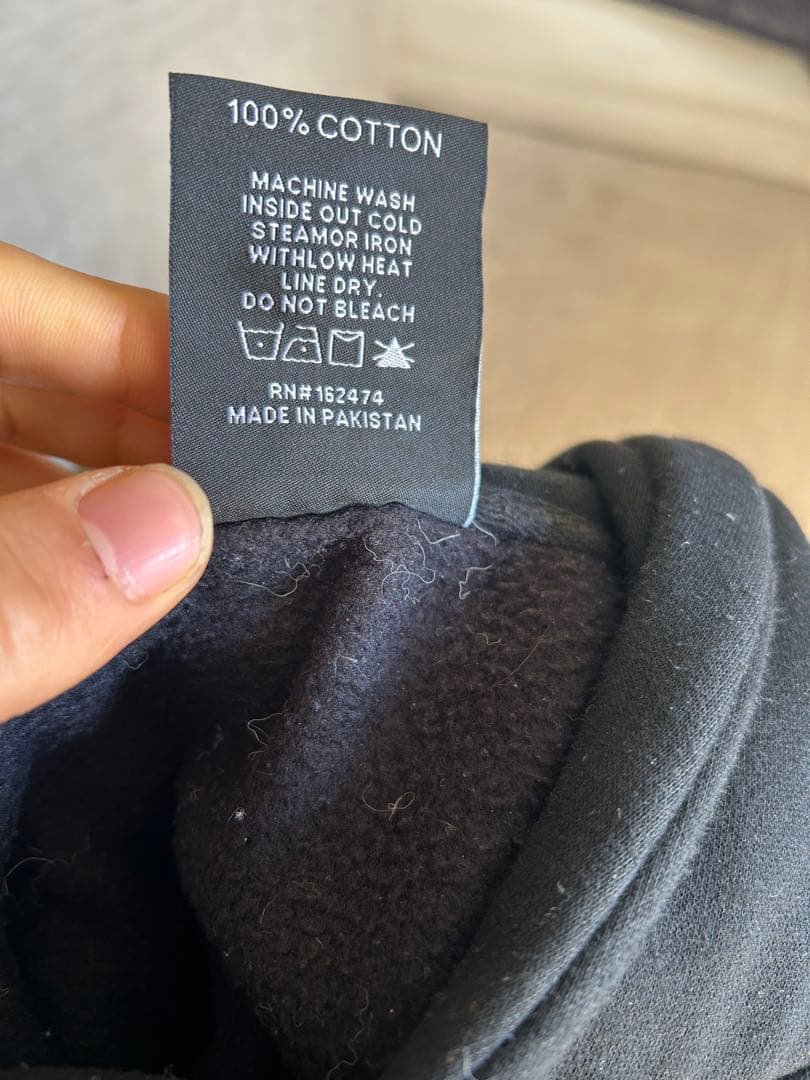 100% COTTON
MACHINE WASH
INSIDE OUT COLD
STEAMOR IRON
WITHLOW HEAT
LINE DRY.
DO NOT BLEACH
RN#162474
MADE IN PAKISTAN